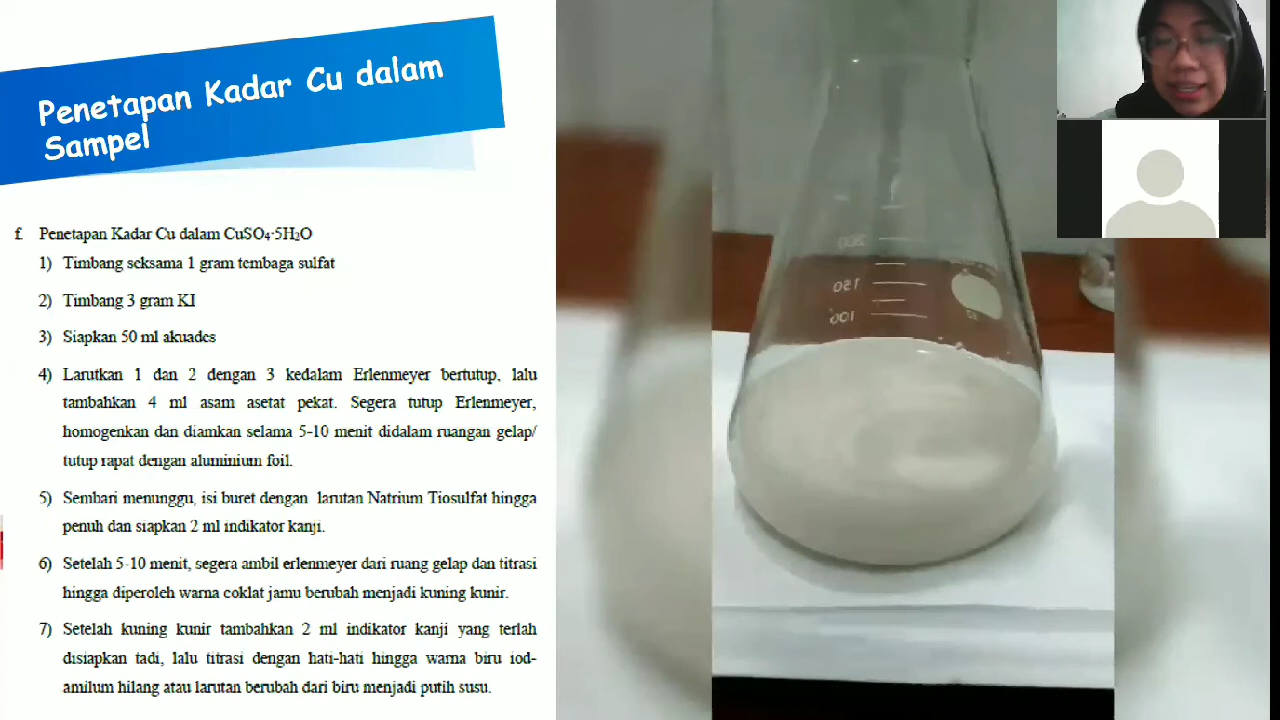 Penetapan Kadar Cu dalam
Sampel
f. Penetapan Kadar Cu dalam CuSO₄·5H₂O
1) Timbang seksama 1 gram tembaga sulfat
2) Timbang 3 gram KI
3) Siapkan 50 ml akuades
4) Larutkan 1 dan 2 dengan 3 kedalam Erlenmeyer bertutup, lalu
tambahkan 4 ml asam asetat pekat. Segera tutup Erlenmeyer,
homogenkan dan diamkan selama 5-10 menit didalam ruangan gelap/
tutup rapat dengan aluminium foil.
5) Sembari menunggu, isi buret dengan larutan Natrium Tiosulfat hingga
penuh dan siapkan 2 ml indikator kanji.
6) Setelah 5-10 menit, segera ambil erlenmeyer dari ruang gelap dan titrasi
hingga diperoleh warna coklat jamu berubah menjadi kuning kunir.
7) Setelah kuning kunir tambahkan 2 ml indikator kanji yang terlah
disiapkan tadi, lalu titrasi dengan hati-hati hingga warna biru iod-
amilum hilang atau larutan berubah dari biru menjadi putih susu.
200
150
100